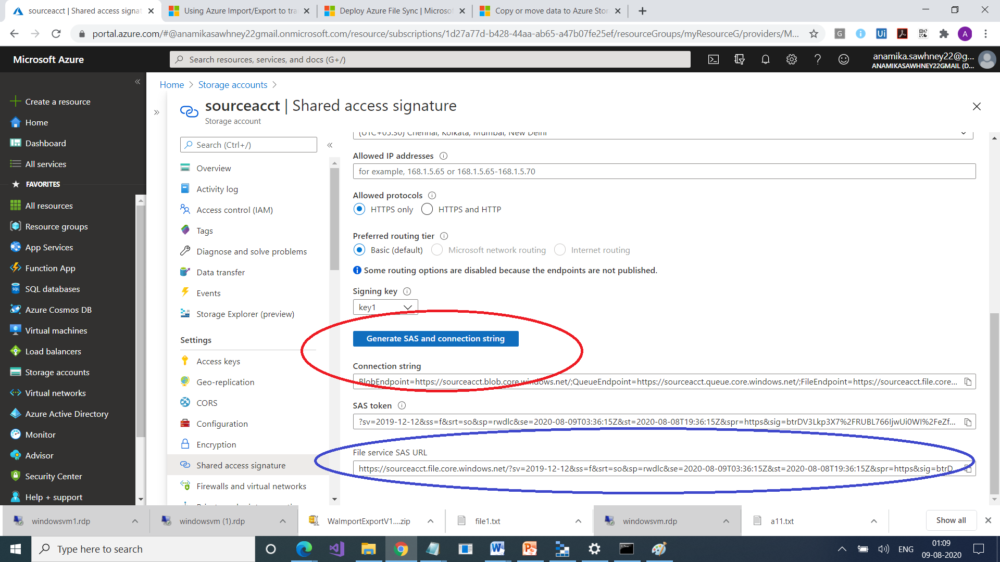 sourceacct | Shared access signat
Using Azure Import/Export to tra
Deploy Azure File Sync | Microsof
Copy or move data to Azure Stor
portal.azure.com/#@anamikasawhney22gmail.onmicrosoft.com/resource/subscriptions/1d27a77d-b428-44aa-ab65-a47b07fe25ef/resourceGroups/myResourceG/providers/M...
G
Ui
A
Microsoft Azure
Search resources, services, and docs (G+/)
anamika.sawhney22@g...
ANAMIKASAWHNEY22GMAIL (D...
Home > Storage accounts >
sourceacct | Shared access signature
Storage account
Create a resource
Home
Dashboard
All services
FAVORITES
All resources
Resource groups
App Services
Function App
SQL databases
Azure Cosmos DB
Virtual machines
Load balancers
Storage accounts
Virtual networks
Azure Active Directory
Monitor
Advisor
Security Center
Help + support
Search (Ctrl+/)
Overview
Activity log
Access control (IAM)
Tags
Diagnose and solve problems
Data transfer
Events
Storage Explorer (preview)
Settings
Access keys
Geo-replication
CORS
Configuration
Encryption
Shared access signature
Firewalls and virtual networks
(UTC+05:30) Chennai, Kolkata, Mumbai, New Delhi
Allowed IP addresses
for example, 168.1.5.65 or 168.1.5.65-168.1.5.70
Allowed protocols
HTTPS only HTTPS and HTTP
Preferred routing tier
Basic (default) Microsoft network routing Internet routing
Some routing options are disabled because the endpoints are not published.
Signing key
key1
Generate SAS and connection string
Connection string
BlobEndpoint=https://sourceacct.blob.core.windows.net/;QueueEndpoint=https://sourceacct.queue.core.windows.net/;FileEndpoint=https://sourceacct.file.core...
SAS token
?sv=2019-12-12&ss=f&srt=so&sp=rwdlc&se=2020-08-09T03:36:15Z&st=2020-08-08T19:36:15Z&spr=https&sig=btrDV3Lkp3X7%2FRUBL766IjwUi0WI%2FeZf...
File service SAS URL
https://sourceacct.file.core.windows.net/?sv=2019-12-12&ss=f&srt=so&sp=rwdlc&se=2020-08-09T03:36:15Z&st=2020-08-08T19:36:15Z&spr=https&sig=btrD...
windowsvm1.rdp
windowsvm (1).rdp
WaImportExportV1....zip
file1.txt
windowsvm.rdp
a11.txt
Show all
Type here to search
ENG
01:09
09-08-2020